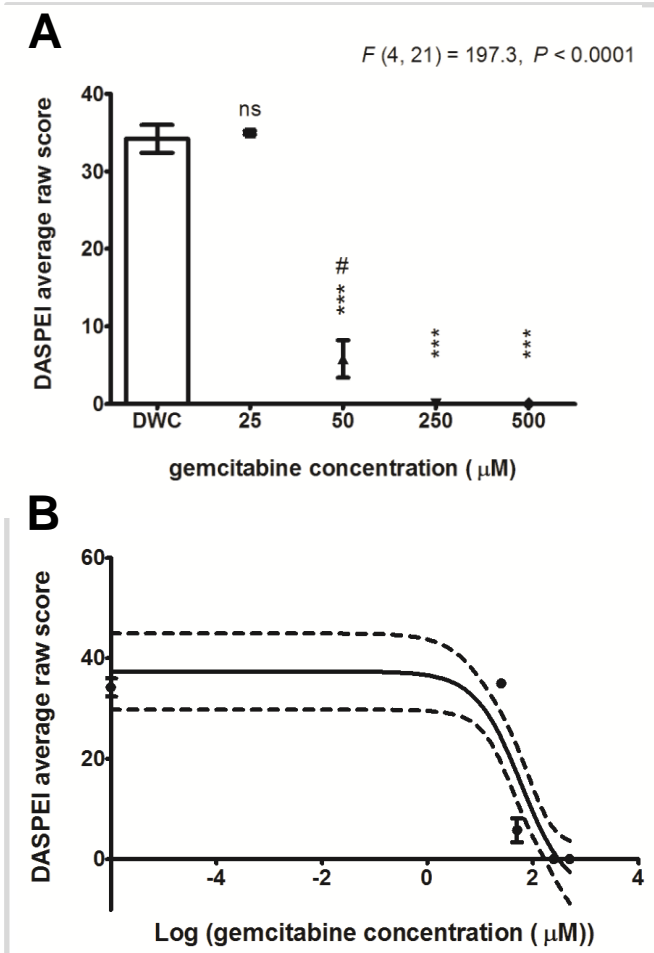 A
F (4, 21) = 197.3, P < 0.0001
DASPEI average raw score
40
30
20
10
0
ns
#
***
***
***
DWC 25 50 250 500
gemcitabine concentration ( μM)
B
DASPEI average raw score
60
40
20
0
-4 -2 0 2 4
Log (gemcitabine concentration ( μM))